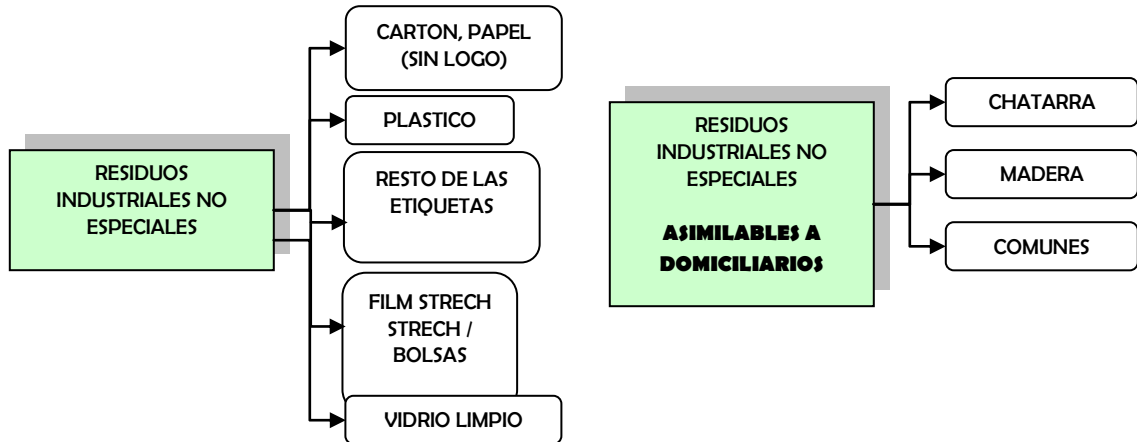 RESIDUOS
INDUSTRIALES NO
ESPECIALES
CARTON, PAPEL
(SIN LOGO)
PLASTICO
RESTO DE LAS
ETIQUETAS
FILM STRECH
STRECH /
BOLSAS
VIDRIO LIMPIO
RESIDUOS
INDUSTRIALES NO
ESPECIALES
ASIMILABLES A
DOMICILIARIOS
CHATARRA
MADERA
COMUNES